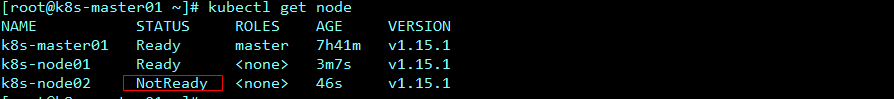 [root@k8s-master01 ~]# kubectl get node
NAME STATUS ROLES AGE VERSION
k8s-master01 Ready master 7h41m v1.15.1
k8s-node01 Ready <none> 3m7s v1.15.1
k8s-node02 NotReady <none> 46s v1.15.1